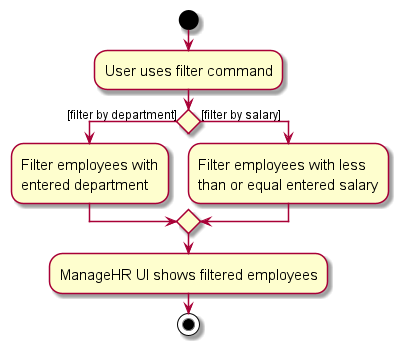 User uses filter command
[filter by department]
[filter by salary]
Filter employees with
entered department
Filter employees with less
than or equal entered salary
ManageHR UI shows filtered employees